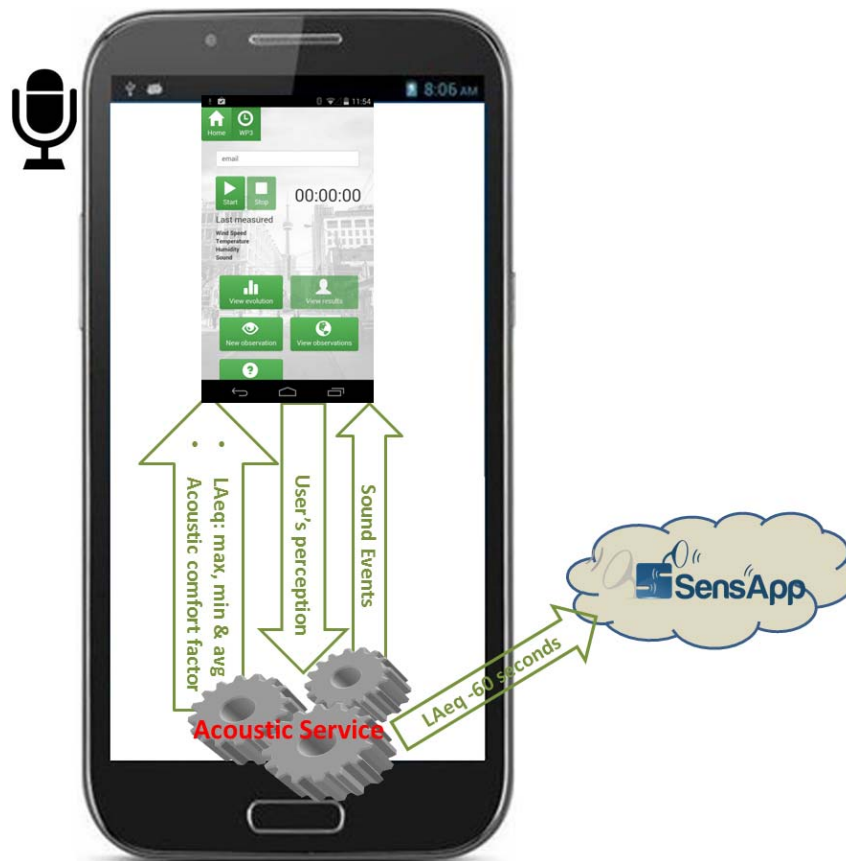 8:06 AM
11:54
Home
WP3
email
Start
Stop
00:00:00
Last measured
Wind Speed
Temperature
Humidity
Sound
View evolution
View results
New observation
View observations
?
LAeq: max, min & avg
Acoustic comfort factor
User's perception
Sound Events
Acoustic Service
LAeq -60 seconds
SensApp